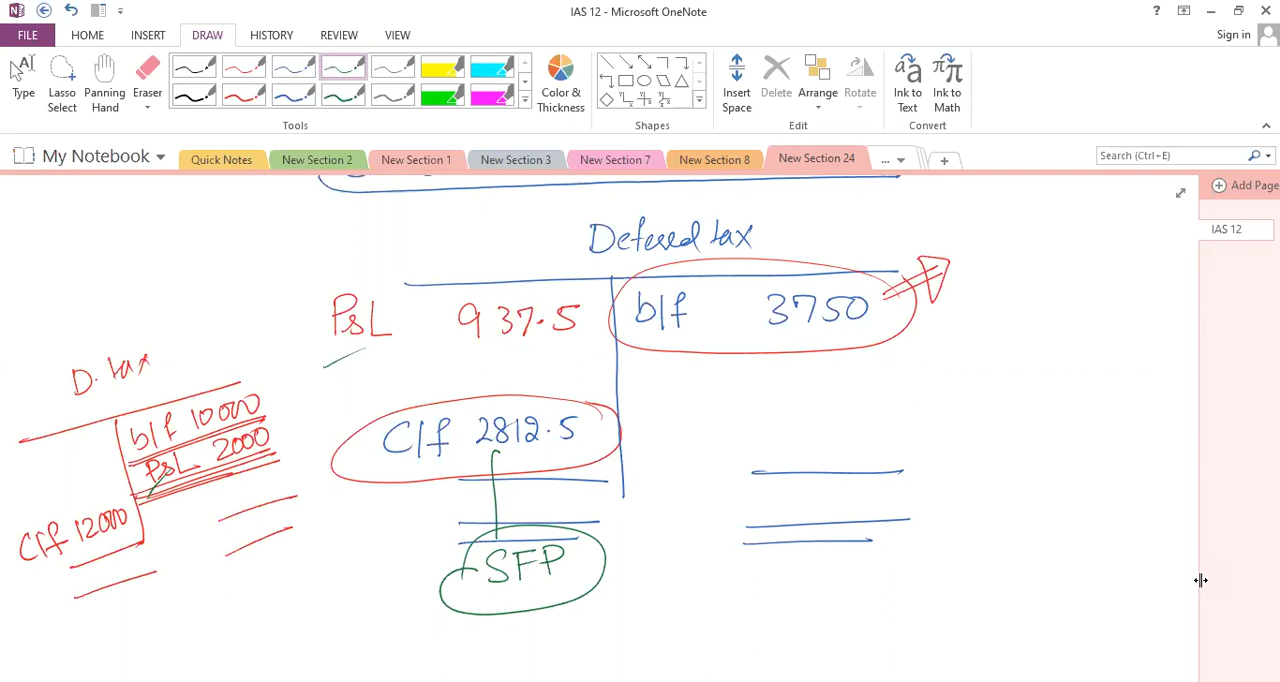 IAS 12 - Microsoft OneNote
?
FILE
HOME
INSERT
DRAW
HISTORY
REVIEW
VIEW
Sign in
Type
Lasso Select
Panning Hand
Eraser
Color & Thickness
Insert Space
Delete
Arrange
Rotate
Ink to Text
Ink to Math
Tools
Shapes
Edit
Convert
My Notebook
Quick Notes
New Section 2
New Section 1
New Section 3
New Section 7
New Section 8
New Section 24
...
Search (Ctrl+E)
Add Page
IAS 12
Deferred tax
PsL 937.5
b/f 3750
C/f 2812.5
SFP
D. tax
b/f 10000
PsL 2000
C/f 12000